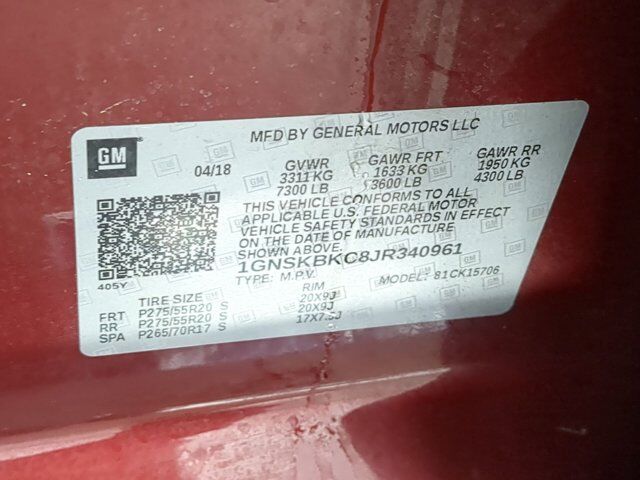 MFD BY GENERAL MOTORS LLC
GM
04/18
GVWR GAWR FRT GAWR RR
3311 KG 1633 KG 1950 KG
7300 LB 3600 LB 4300 LB
THIS VEHICLE CONFORMS TO ALL
APPLICABLE U.S. FEDERAL MOTOR
VEHICLE SAFETY STANDARDS IN EFFECT
ON THE DATE OF MANUFACTURE
SHOWN ABOVE.
1GNSKBKC8JR340961
405Y
TYPE: M.P.V. MODEL: 81CK15706
TIRE SIZE RIM
FRT P275/55R20 S 20X9J
RR P275/55R20 S 20X9J
SPA P265/70R17 S 17X7.5J